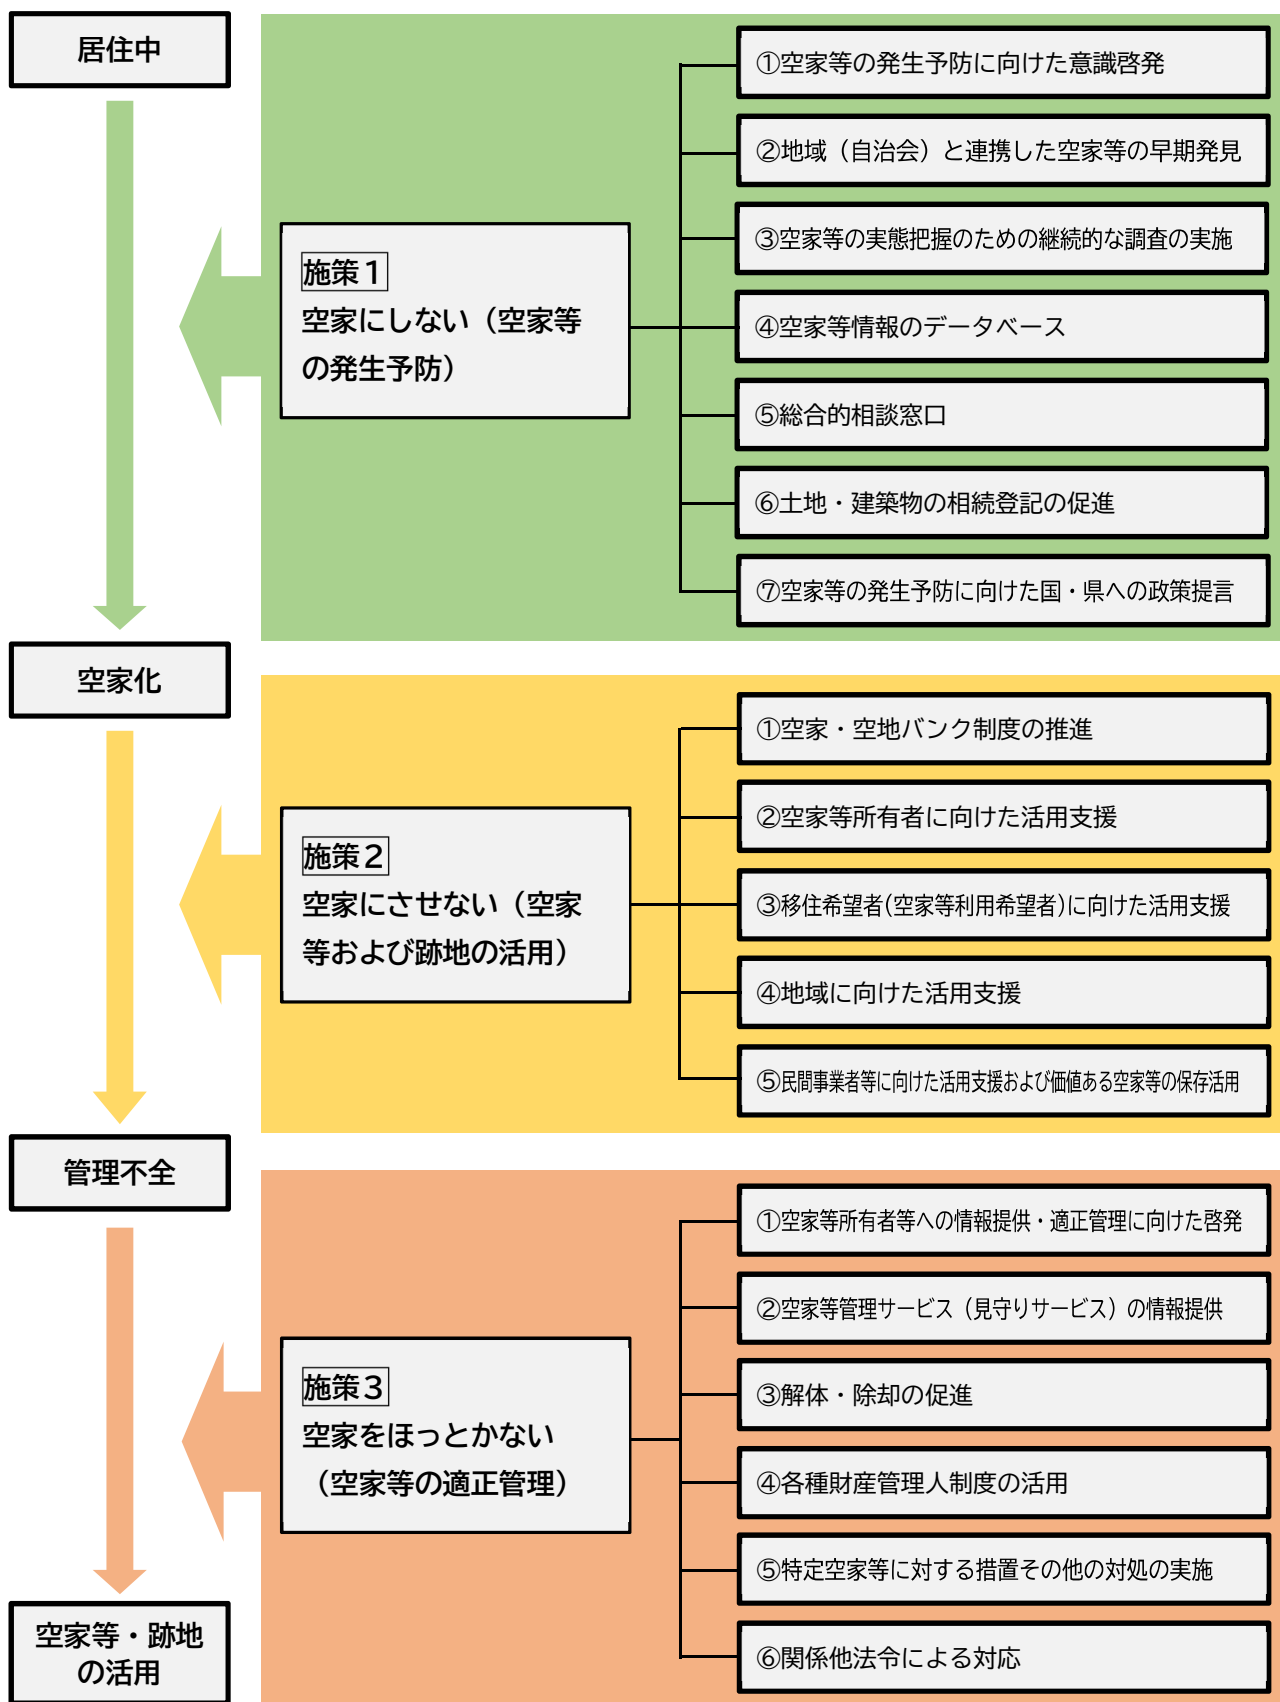 居住中
①空家等の発生予防に向けた意識啓発
②地域（自治会）と連携した空家等の早期発見
③空家等の実態把握のための継続的な調査の実施
施策１
空家にしない（空家等
の発生予防）
④空家等情報のデータベース
⑤総合的相談窓口
⑥土地・建築物の相続登記の促進
⑦空家等の発生予防に向けた国・県への政策提言
空家化
①空家・空地バンク制度の推進
②空家等所有者に向けた活用支援
施策２
空家にさせない（空家
等および跡地の活用）
③移住希望者(空家等利用希望者)に向けた活用支援
④地域に向けた活用支援
⑤民間事業者等に向けた活用支援および価値ある空家等の保存活用
管理不全
①空家等所有者等への情報提供・適正管理に向けた啓発
②空家等管理サービス（見守りサービス）の情報提供
施策３
空家をほっとかない
（空家等の適正管理）
③解体・除却の促進
④各種財産管理人制度の活用
⑤特定空家等に対する措置その他の対処の実施
⑥関係他法令による対応
空家等・跡地
の活用